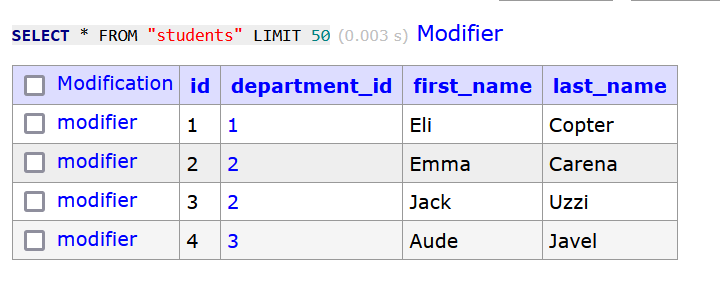 SELECT * FROM "students" LIMIT 50 (0.003 s) Modifier
Modification id department_id first_name last_name
modifier 1 1 Eli Copter
modifier 2 2 Emma Carena
modifier 3 2 Jack Uzzi
modifier 4 3 Aude Javel